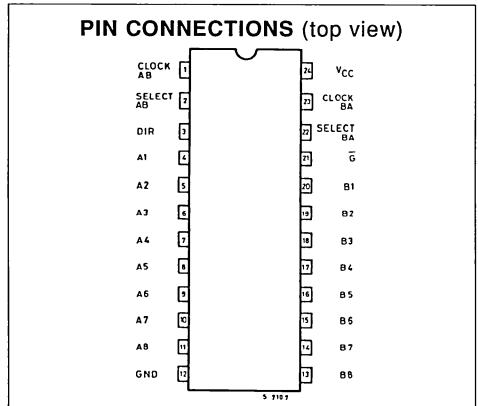 PIN CONNECTIONS (top view)
CLOCK AB 1
SELECT AB 2
DIR 3
A1 4
A2 5
A3 6
A4 7
A5 8
A6 9
A7 10
A8 11
GND 12
24 VCC
23 CLOCK BA
22 SELECT BA
21 G̅
20 B1
19 B2
18 B3
17 B4
16 B5
15 B6
14 B7
13 B8
S 7107